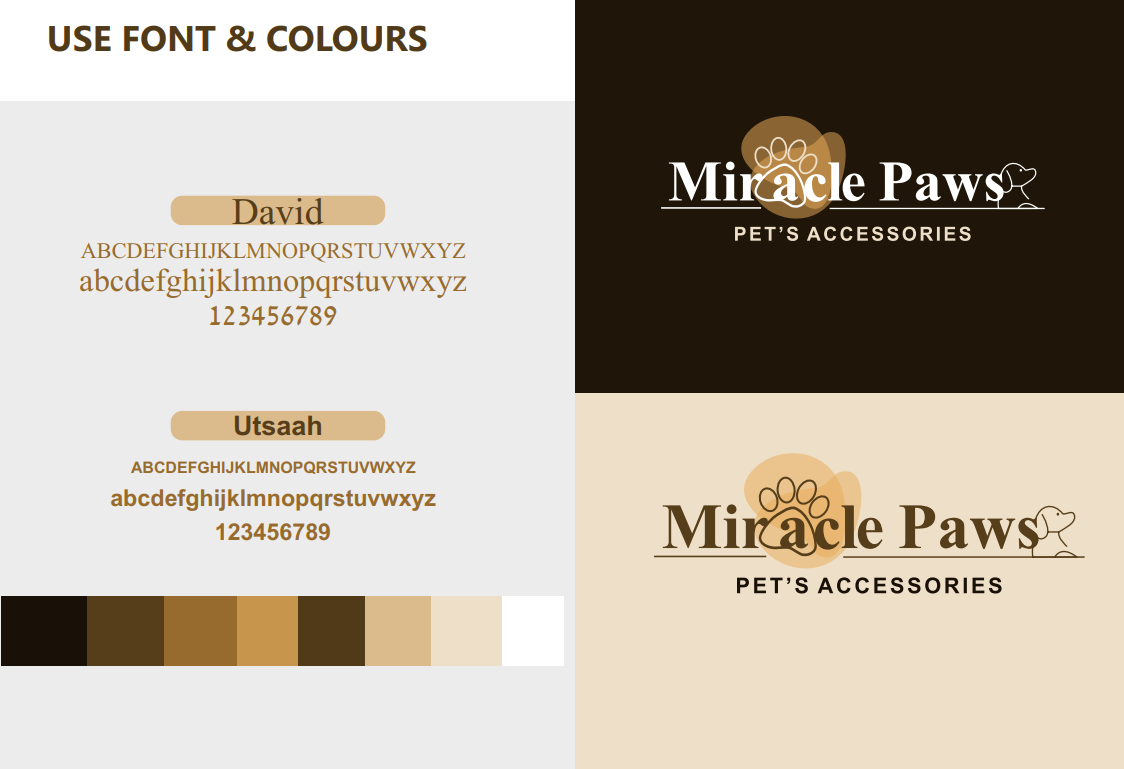 USE FONT & COLOURS
David
ABCDEFGHIJKLMNOPQRSTUVWXYZ
abcdefghijklmnopqrstuvwxyz
123456789
Utsaah
ABCDEFGHIJKLMNOPQRSTUVWXYZ
abcdefghijklmnopqrstuvwxyz
123456789
Miracle Paws
PET’S ACCESSORIES
Miracle Paws
PET’S ACCESSORIES